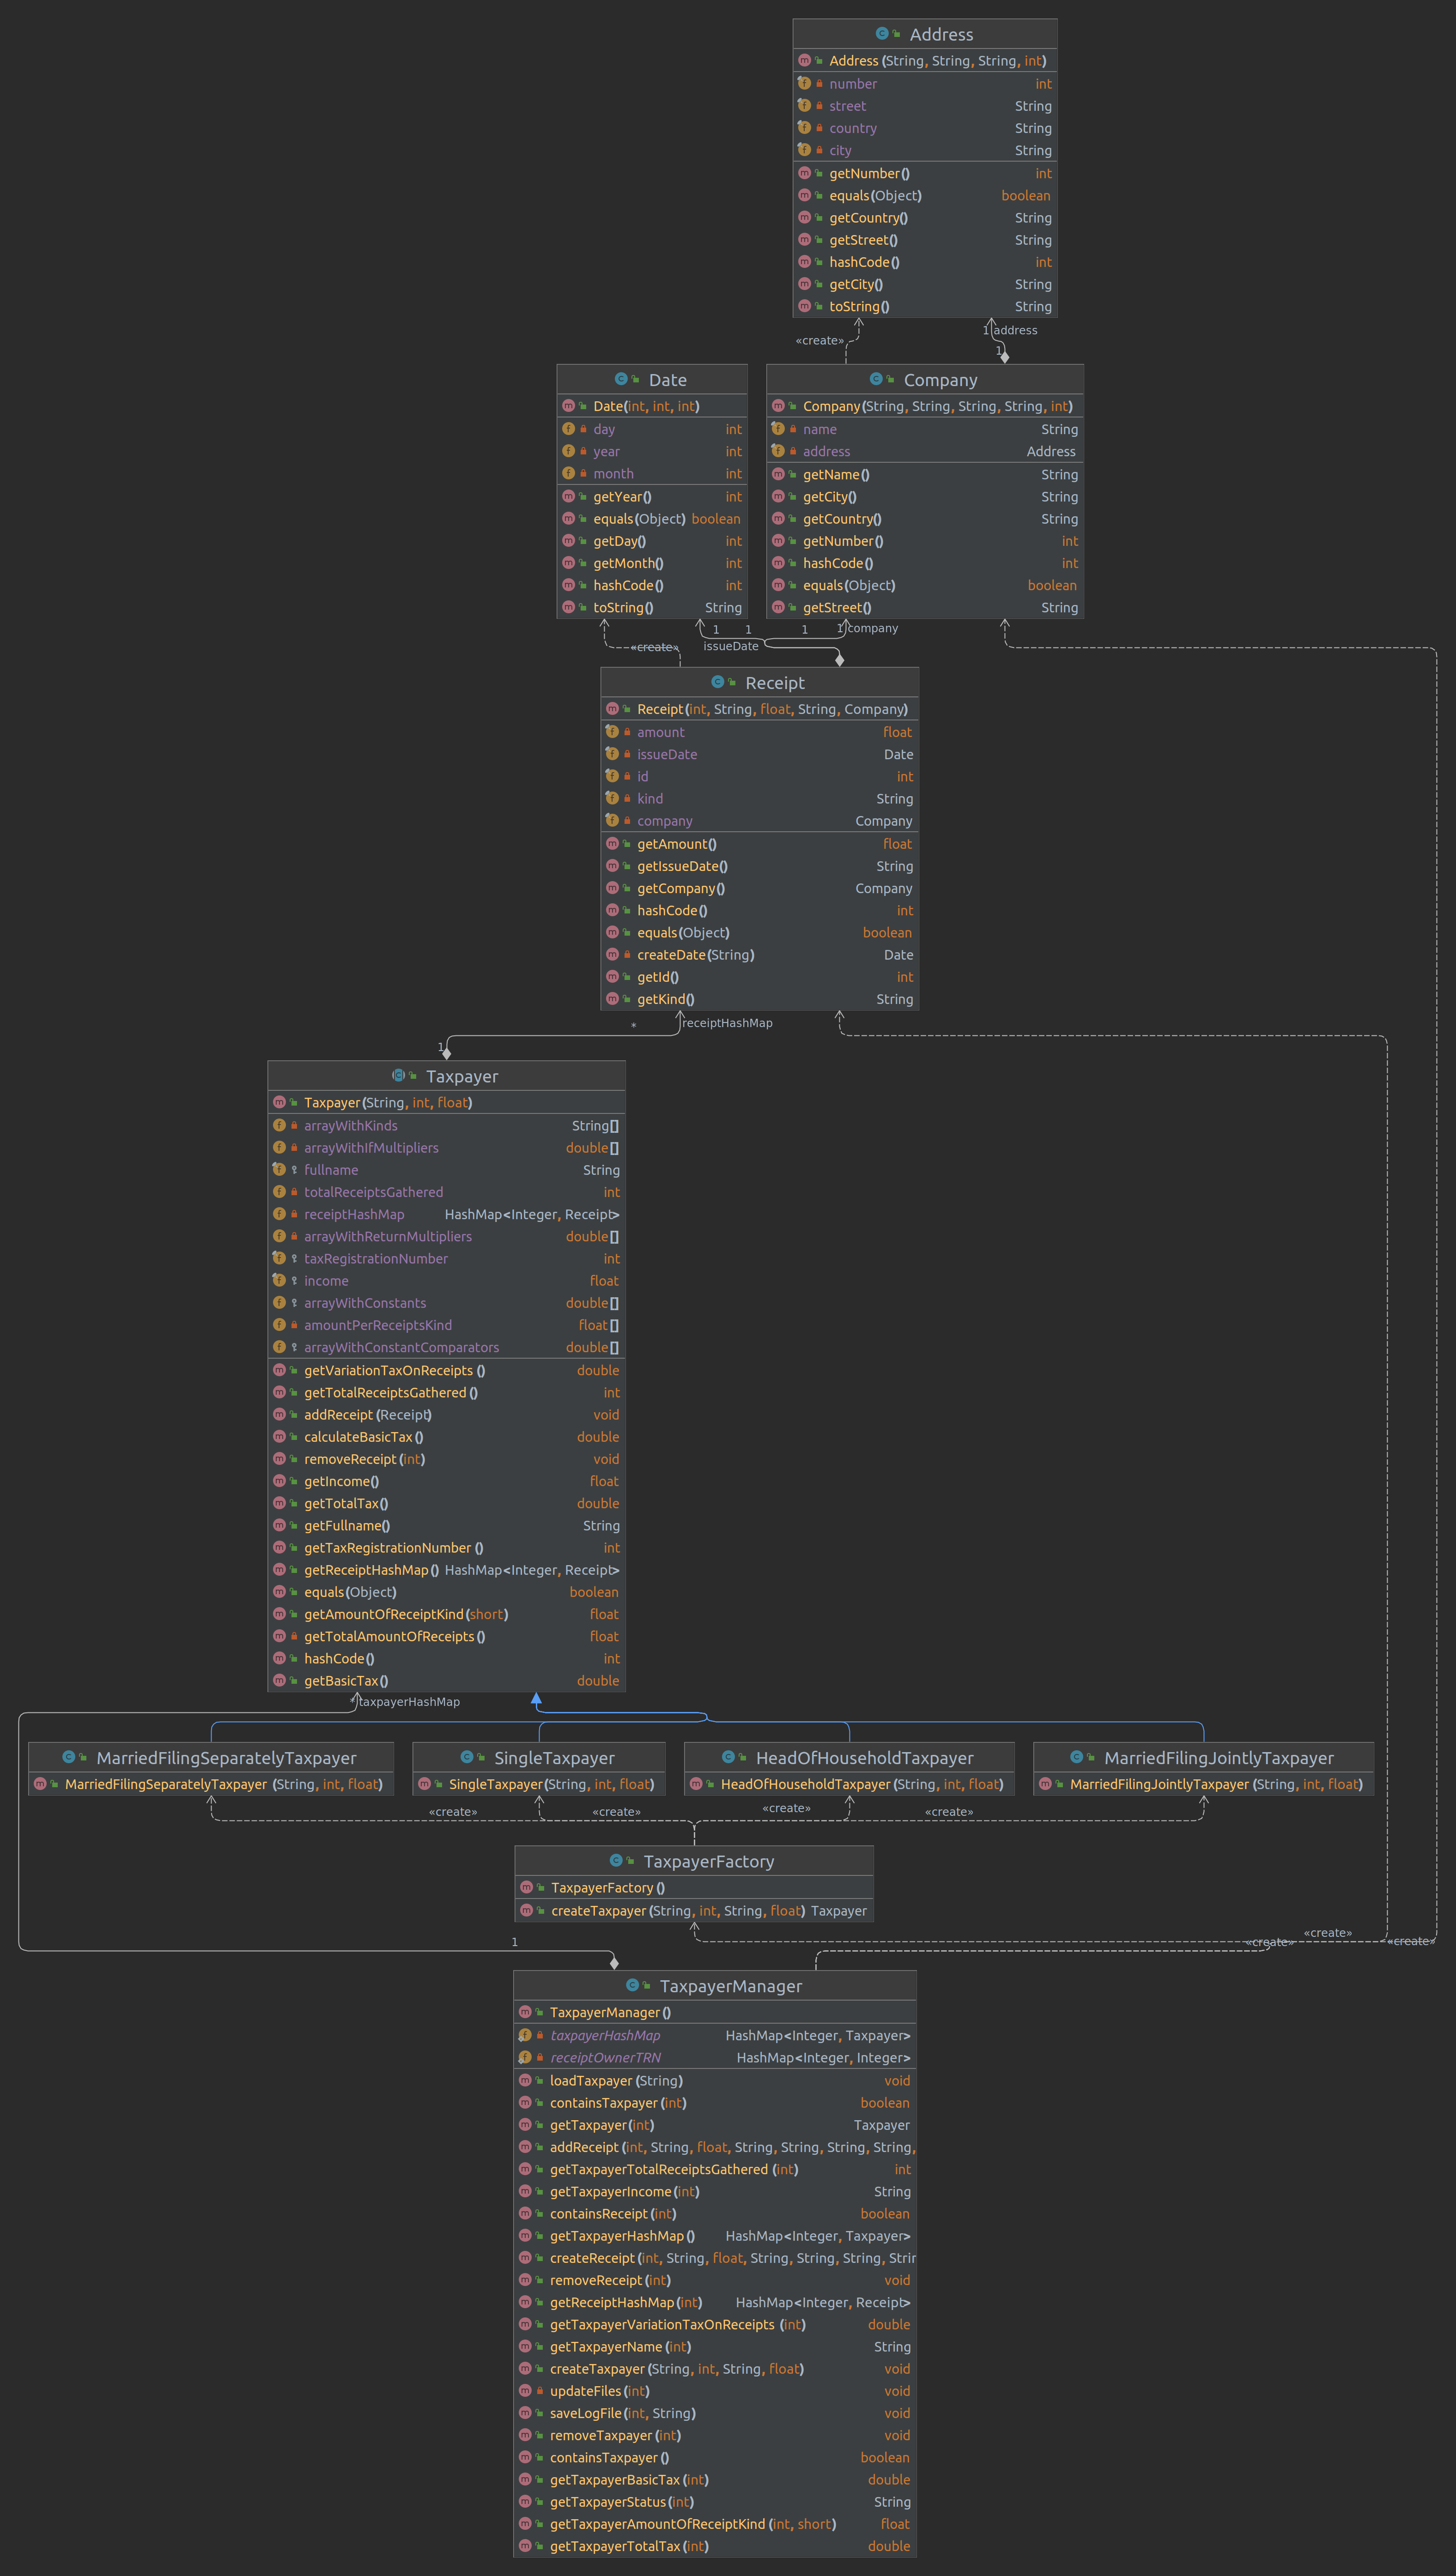 Address
Address(String, String, String, int)
number int
street String
country String
city String
getNumber() int
equals(Object) boolean
getCountry() String
getStreet() String
hashCode() int
getCity() String
toString() String
«create»
1 address
1
Date
Date(int, int, int)
day int
year int
month int
getYear() int
equals(Object) boolean
getDay() int
getMonth() int
hashCode() int
toString() String
Company
Company(String, String, String, String, int)
name String
address Address
getName() String
getCity() String
getCountry() String
getNumber() int
hashCode() int
equals(Object) boolean
getStreet() String
1 1 1 1 company
«create» issueDate
Receipt
Receipt(int, String, float, String, Company)
amount float
issueDate Date
id int
kind String
company Company
getAmount() float
getIssueDate() String
getCompany() Company
hashCode() int
equals(Object) boolean
createDate(String) Date
getId() int
getKind() String
* receiptHashMap
1
Taxpayer
Taxpayer(String, int, float)
arrayWithKinds String[]
arrayWithIfMultipliers double[]
fullname String
totalReceiptsGathered int
receiptHashMap HashMap<Integer, Receipt>
arrayWithReturnMultipliers double[]
taxRegistrationNumber int
income float
arrayWithConstants double[]
amountPerReceiptsKind float[]
arrayWithConstantComparators double[]
getVariationTaxOnReceipts() double
getTotalReceiptsGathered() int
addReceipt(Receipt) void
calculateBasicTax() double
removeReceipt(int) void
getIncome() float
getTotalTax() double
getFullname() String
getTaxRegistrationNumber() int
getReceiptHashMap() HashMap<Integer, Receipt>
equals(Object) boolean
getAmountOfReceiptKind(short) float
getTotalAmountOfReceipts() float
hashCode() int
getBasicTax() double
* taxpayerHashMap
MarriedFilingSeparatelyTaxpayer
MarriedFilingSeparatelyTaxpayer(String, int, float)
SingleTaxpayer
SingleTaxpayer(String, int, float)
HeadOfHouseholdTaxpayer
HeadOfHouseholdTaxpayer(String, int, float)
MarriedFilingJointlyTaxpayer
MarriedFilingJointlyTaxpayer(String, int, float)
«create» «create» «create» «create»
TaxpayerFactory
TaxpayerFactory()
createTaxpayer(String, int, String, float) Taxpayer
1 «create» «create» «create»
TaxpayerManager
TaxpayerManager()
taxpayerHashMap HashMap<Integer, Taxpayer>
receiptOwnerTRN HashMap<Integer, Integer>
loadTaxpayer(String) void
containsTaxpayer(int) boolean
getTaxpayer(int) Taxpayer
addReceipt(int, String, float, String, String, String, String,
getTaxpayerTotalReceiptsGathered(int) int
getTaxpayerIncome(int) String
containsReceipt(int) boolean
getTaxpayerHashMap() HashMap<Integer, Taxpayer>
createReceipt(int, String, float, String, String, String, Strin
removeReceipt(int) void
getReceiptHashMap(int) HashMap<Integer, Receipt>
getTaxpayerVariationTaxOnReceipts(int) double
getTaxpayerName(int) String
createTaxpayer(String, int, String, float) void
updateFiles(int) void
saveLogFile(int, String) void
removeTaxpayer(int) void
containsTaxpayer() boolean
getTaxpayerBasicTax(int) double
getTaxpayerStatus(int) String
getTaxpayerAmountOfReceiptKind(int, short) float
getTaxpayerTotalTax(int) double